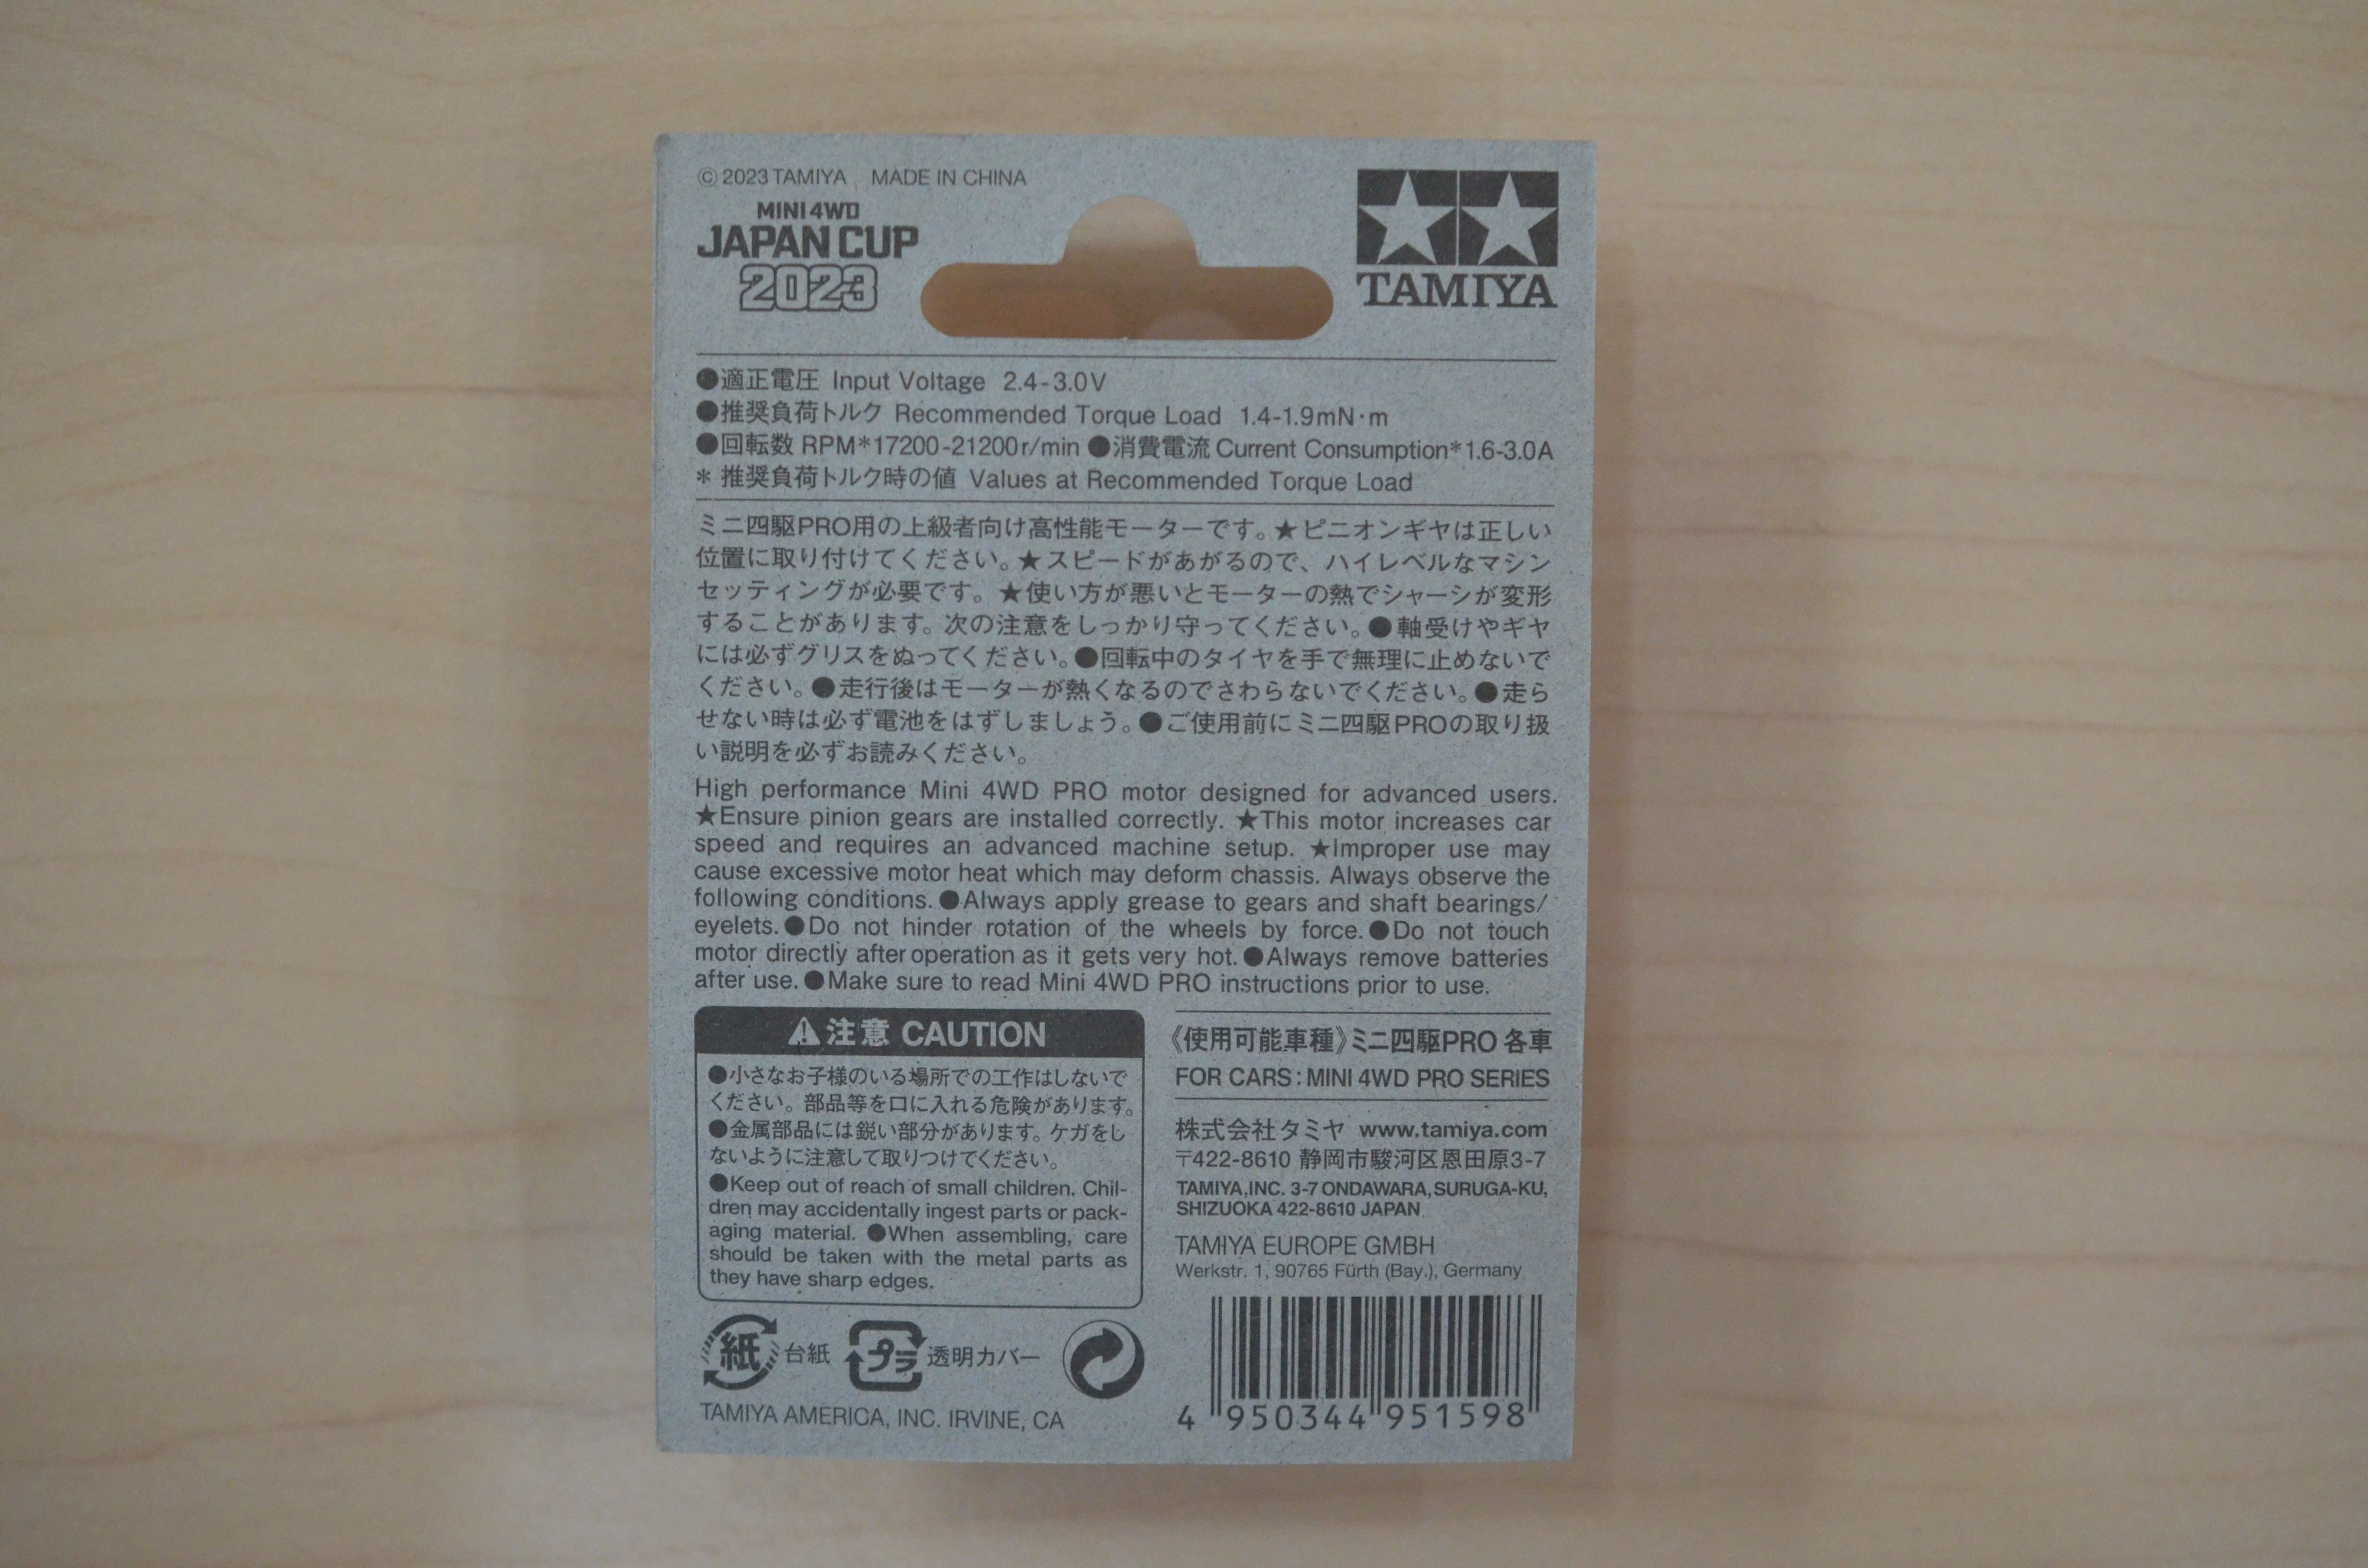 © 2023 TAMIYA MADE IN CHINA
MINI 4WD
JAPAN CUP
2023
TAMIYA
●適正電圧 Input Voltage 2.4-3.0V
●推奨負荷トルク Recommended Torque Load 1.4-1.9mN·m
●回転数 RPM*17200-21200r/min ●消費電流 Current Consumption*1.6-3.0A
* 推奨負荷トルク時の値 Values at Recommended Torque Load
ミニ四駆PRO用の上級者向け高性能モーターです。★ピニオンギヤは正しい
位置に取り付けてください。★スピードがあがるので、ハイレベルなマシン
セッティングが必要です。★使い方が悪いとモーターの熱でシャーシが変形
することがあります。次の注意をしっかり守ってください。●軸受けやギヤ
には必ずグリスをぬってください。●回転中のタイヤを手で無理に止めないで
ください。●走行後はモーターが熱くなるのでさわらないでください。●走ら
せない時は必ず電池をはずしましょう。●ご使用前にミニ四駆PROの取り扱
い説明を必ずお読みください。
High performance Mini 4WD PRO motor designed for advanced users.
★Ensure pinion gears are installed correctly. ★This motor increases car
speed and requires an advanced machine setup. ★Improper use may
cause excessive motor heat which may deform chassis. Always observe the
following conditions. ●Always apply grease to gears and shaft bearings/
eyelets. ●Do not hinder rotation of the wheels by force. ●Do not touch
motor directly after operation as it gets very hot. ●Always remove batteries
after use. ●Make sure to read Mini 4WD PRO instructions prior to use.
注意 CAUTION
●小さなお子様のいる場所での工作はしないで
ください。部品等を口に入れる危険があります。
●金属部品には鋭い部分があります。ケガをし
ないように注意して取りつけてください。
●Keep out of reach of small children. Chil-
dren may accidentally ingest parts or pack-
aging material. ●When assembling, care
should be taken with the metal parts as
they have sharp edges.
紙 台紙 プラ 透明カバー
TAMIYA AMERICA, INC. IRVINE, CA
《使用可能車種》ミニ四駆PRO 各車
FOR CARS : MINI 4WD PRO SERIES
株式会社タミヤ www.tamiya.com
〒422-8610 静岡市駿河区恩田原3-7
TAMIYA,INC. 3-7 ONDAWARA, SURUGA-KU,
SHIZUOKA 422-8610 JAPAN
TAMIYA EUROPE GMBH
Werkstr. 1, 90765 Fürth (Bay.), Germany
4 950344 951598